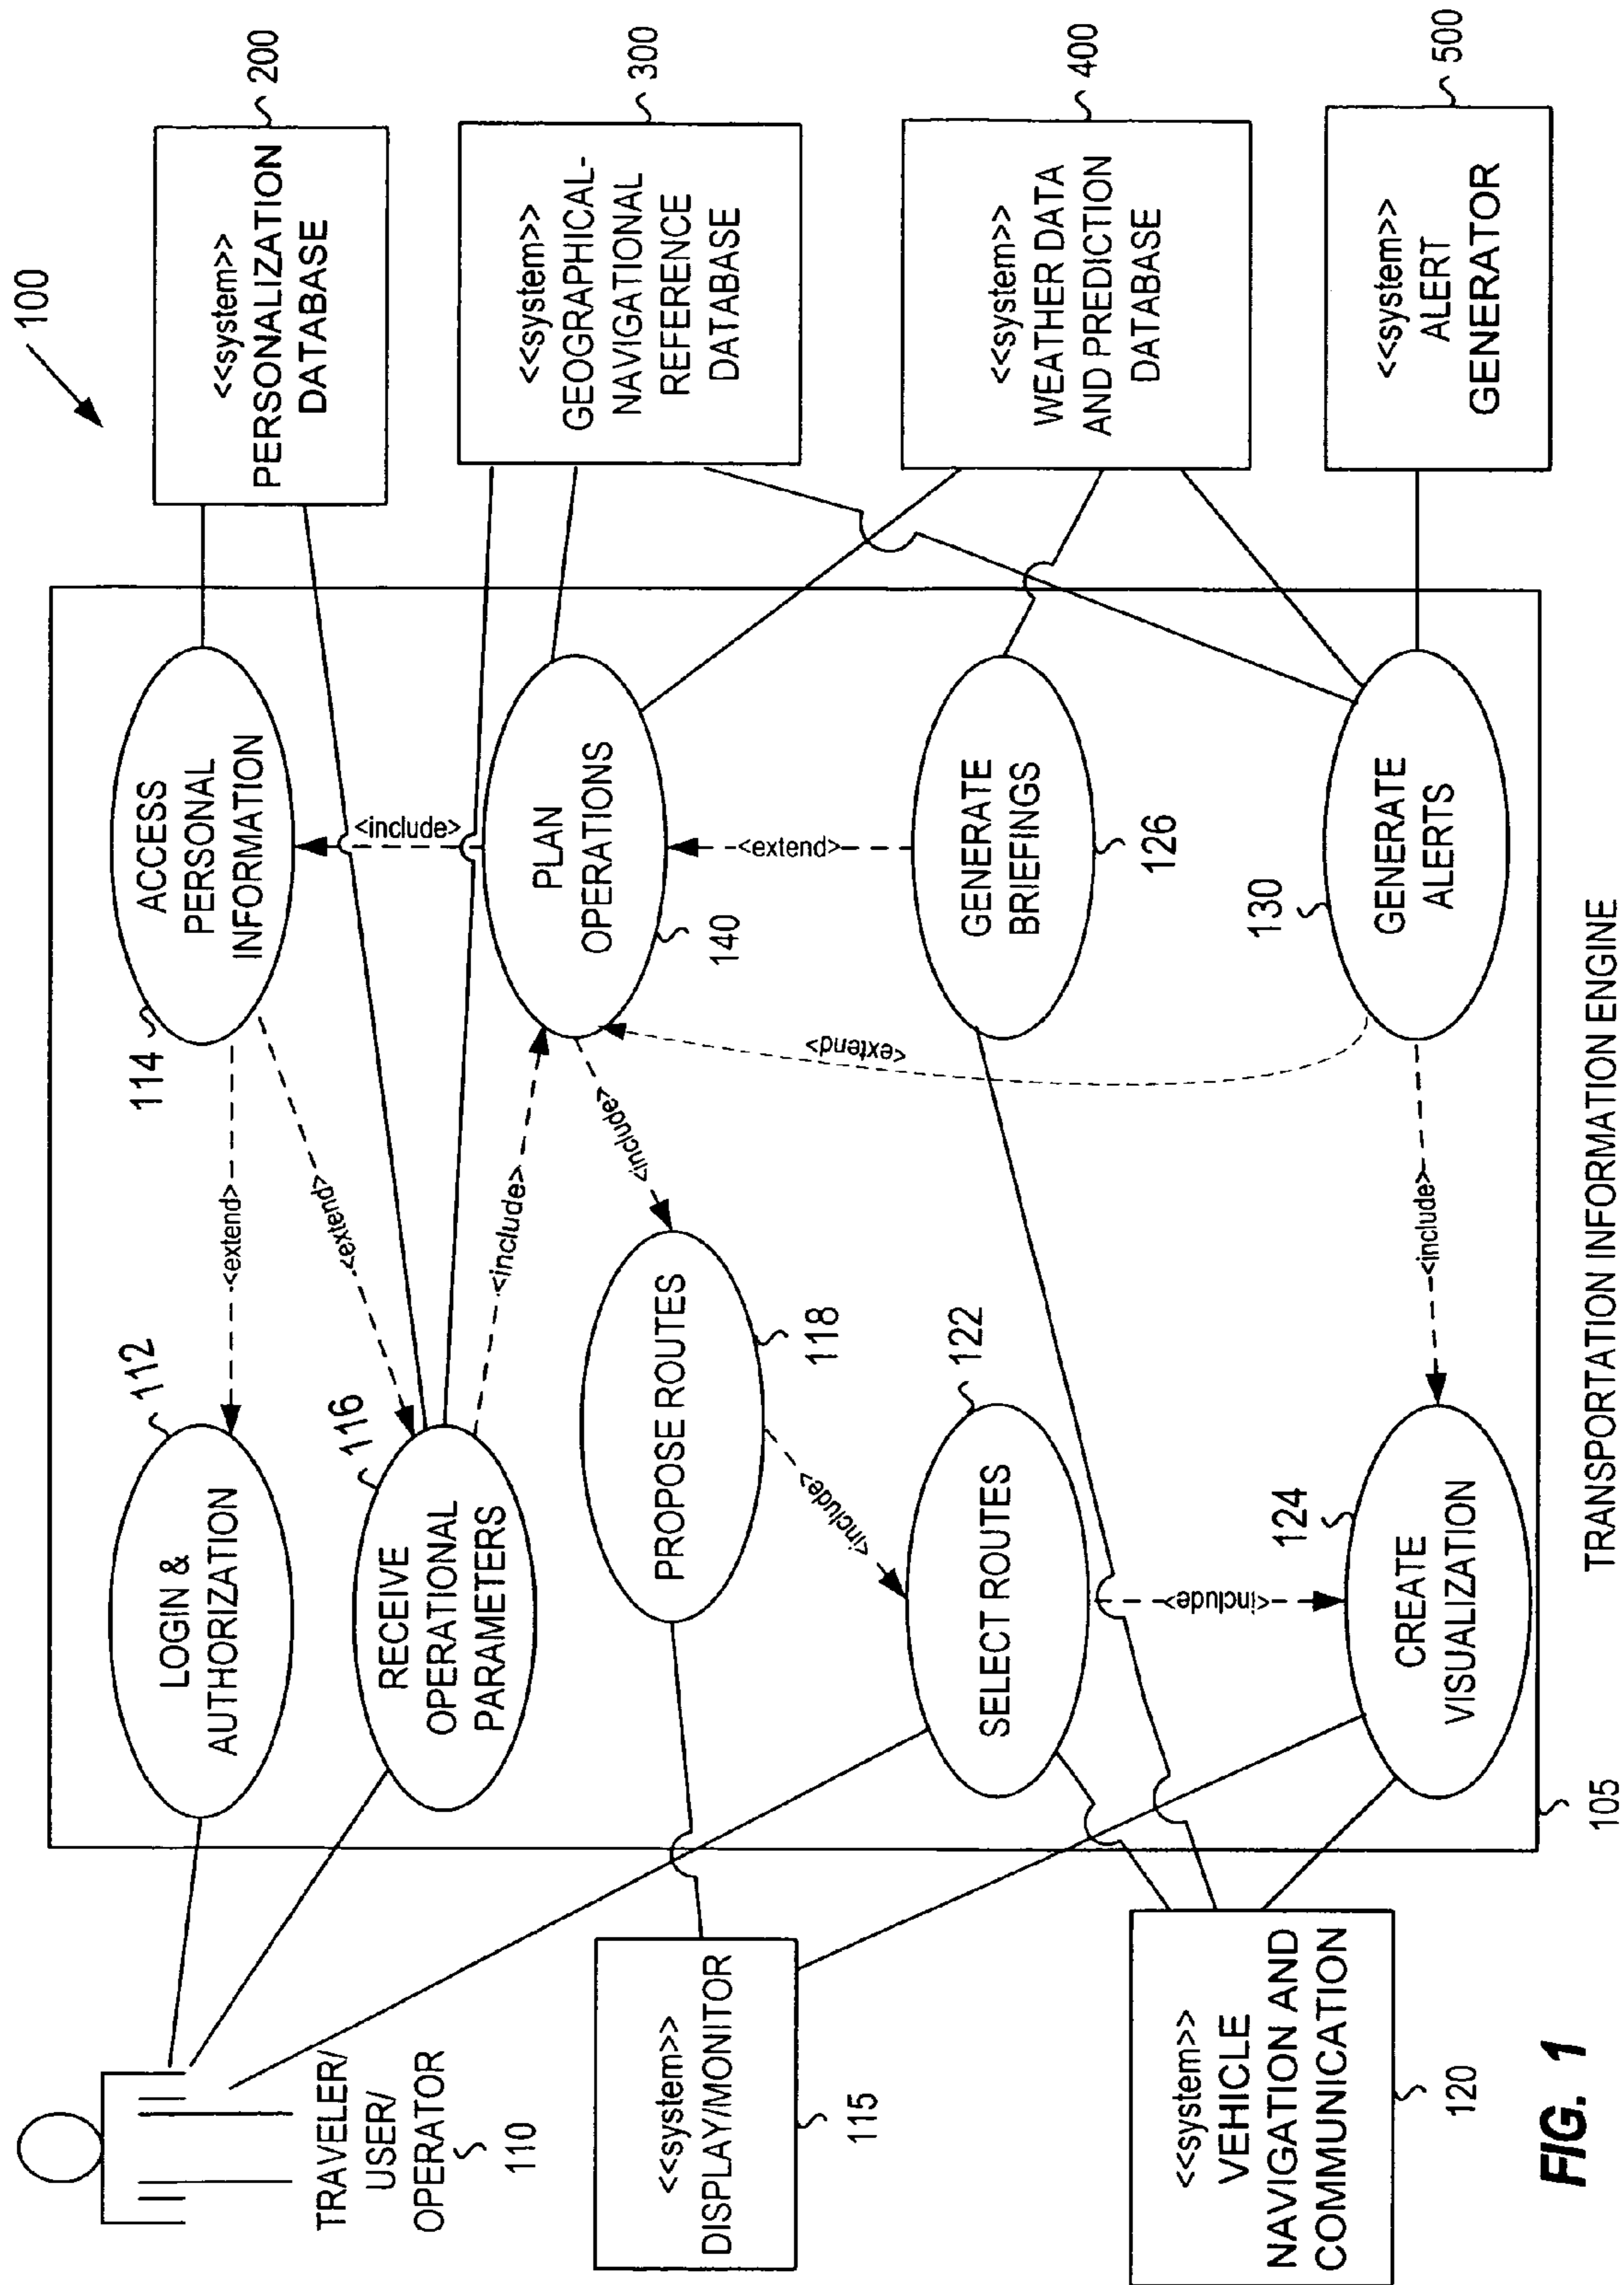 100
TRAVELER/
USER/
OPERATOR
110
<<system>>
DISPLAY/MONITOR
115
<<system>>
VEHICLE
NAVIGATION AND
COMMUNICATION
120
LOGIN &
AUTHORIZATION
112
<extend>
ACCESS
PERSONAL
INFORMATION
114
<extend>
RECEIVE
OPERATIONAL
PARAMETERS
116
<include>
<include>
PLAN
OPERATIONS
140
<include>
PROPOSE ROUTES
118
<include>
<extend>
<extend>
SELECT ROUTES
122
GENERATE
BRIEFINGS
126
<include>
CREATE
VISUALIZATION
124
<include>
GENERATE
ALERTS
130
<<system>>
PERSONALIZATION
DATABASE
200
<<system>>
GEOGRAPHICAL-
NAVIGATIONAL
REFERENCE
DATABASE
300
<<system>>
WEATHER DATA
AND PREDICTION
DATABASE
400
<<system>>
ALERT
GENERATOR
500
105
TRANSPORTATION INFORMATION ENGINE
FIG. 1